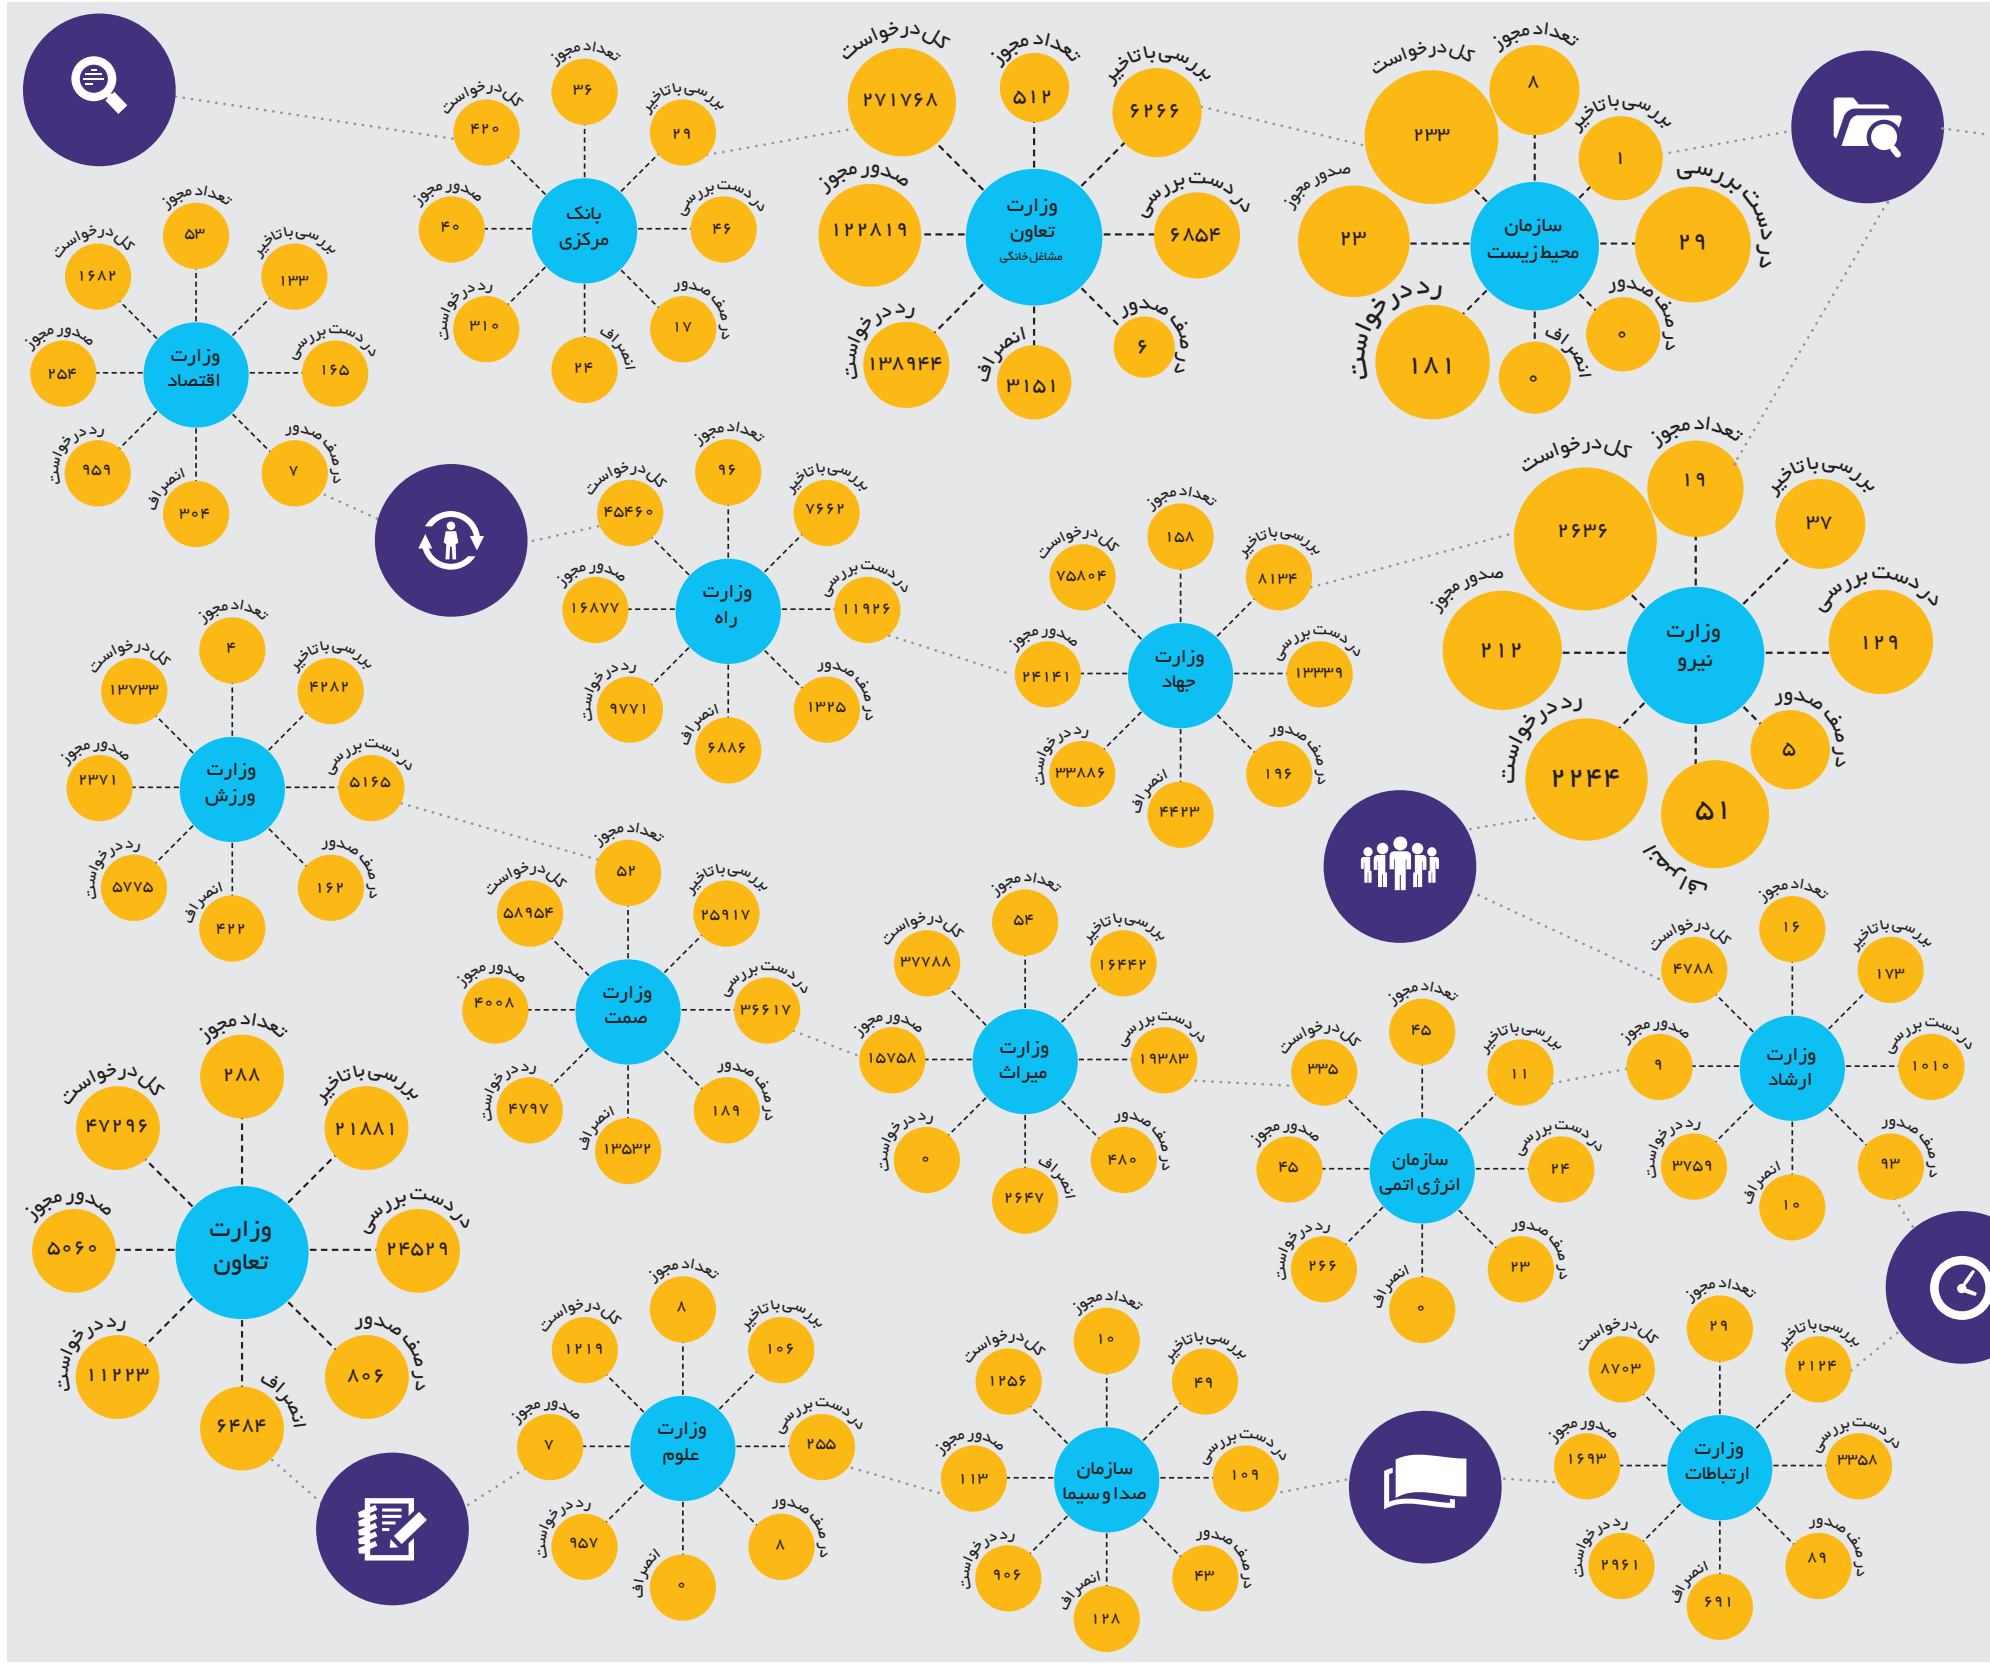 بانک
مرکزی
تعداد مجوز
۳۶
کل درخواست
۴۲۰
بررسی با تاخیر
۲۹
صدور مجوز
۴۰
در دست بررسی
۴۶
رد درخواست
۳۱۰
انصراف
۲۴
در صف صدور
۱۷
وزارت
تعاون
مشاغل خانگی
تعداد مجوز
۵۱۲
کل درخواست
۲۷۱۷۶۸
بررسی با تاخیر
۶۲۶۶
صدور مجوز
۱۲۲۸۱۹
در دست بررسی
۶۸۵۴
رد درخواست
۱۳۸۹۴۴
انصراف
۳۱۵۱
در صف صدور
۶
سازمان
محیط زیست
تعداد مجوز
۸
کل درخواست
۲۳۳
بررسی با تاخیر
۱
صدور مجوز
۲۳
در دست بررسی
۲۹
رد درخواست
۱۸۱
انصراف
۰
در صف صدور
۰
وزارت
اقتصاد
تعداد مجوز
۵۳
کل درخواست
۱۶۸۲
بررسی با تاخیر
۱۳۳
صدور مجوز
۲۵۴
در دست بررسی
۱۶۵
رد درخواست
۹۵۹
انصراف
۳۰۴
در صف صدور
۷
وزارت
راه
تعداد مجوز
۹۶
کل درخواست
۴۵۴۶۰
بررسی با تاخیر
۷۶۶۲
صدور مجوز
۱۶۸۷۷
در دست بررسی
۱۱۹۲۶
رد درخواست
۹۷۷۱
انصراف
۶۸۸۶
در صف صدور
۱۳۲۵
وزارت
جهاد
تعداد مجوز
۱۵۸
کل درخواست
۷۵۸۰۴
بررسی با تاخیر
۸۱۳۴
صدور مجوز
۲۴۱۴۱
در دست بررسی
۱۳۳۳۹
رد درخواست
۳۳۸۸۶
انصراف
۴۴۲۳
در صف صدور
۱۹۶
وزارت
نیرو
تعداد مجوز
۱۹
کل درخواست
۲۶۳۶
بررسی با تاخیر
۳۷
صدور مجوز
۲۱۲
در دست بررسی
۱۲۹
رد درخواست
۲۲۴۴
انصراف
۵۱
در صف صدور
۵
وزارت
ورزش
تعداد مجوز
۴
کل درخواست
۱۳۷۳۳
بررسی با تاخیر
۴۲۸۲
صدور مجوز
۲۳۷۱
در دست بررسی
۵۱۶۵
رد درخواست
۵۷۷۵
انصراف
۴۲۲
در صف صدور
۱۶۲
وزارت
صمت
تعداد مجوز
۵۲
کل درخواست
۵۸۹۵۴
بررسی با تاخیر
۲۵۹۱۷
صدور مجوز
۴۰۰۸
در دست بررسی
۳۶۶۱۷
رد درخواست
۴۷۹۷
انصراف
۱۳۵۳۲
در صف صدور
۱۸۹
وزارت
میراث
تعداد مجوز
۵۴
کل درخواست
۳۷۷۸۸
بررسی با تاخیر
۱۶۴۴۲
صدور مجوز
۱۵۷۵۸
در دست بررسی
۱۹۳۸۳
رد درخواست
۰
انصراف
۲۶۴۷
در صف صدور
۴۸۰
سازمان
انرژی اتمی
تعداد مجوز
۴۵
کل درخواست
۳۳۵
بررسی با تاخیر
۱۱
صدور مجوز
۴۵
در دست بررسی
۲۴
رد درخواست
۲۶۶
انصراف
۰
در صف صدور
۲۳
وزارت
ارشاد
تعداد مجوز
۱۶
کل درخواست
۴۷۸۸
بررسی با تاخیر
۱۷۳
صدور مجوز
۹
در دست بررسی
۱۰۱۰
رد درخواست
۳۷۵۹
انصراف
۱۰
در صف صدور
۹۳
وزارت
تعاون
تعداد مجوز
۲۸۸
کل درخواست
۴۷۲۹۶
بررسی با تاخیر
۲۱۸۸۱
صدور مجوز
۵۰۶۰
در دست بررسی
۲۴۵۲۹
رد درخواست
۱۱۲۲۳
انصراف
۶۴۸۴
در صف صدور
۸۰۶
وزارت
علوم
تعداد مجوز
۸
کل درخواست
۱۲۱۹
بررسی با تاخیر
۱۰۶
صدور مجوز
۷
در دست بررسی
۲۵۵
رد درخواست
۹۵۷
انصراف
۰
در صف صدور
۸
سازمان
صدا و سیما
تعداد مجوز
۱۰
کل درخواست
۱۲۵۶
بررسی با تاخیر
۴۹
صدور مجوز
۱۱۳
در دست بررسی
۱۰۹
رد درخواست
۹۰۶
انصراف
۱۲۸
در صف صدور
۴۳
وزارت
ارتباطات
تعداد مجوز
۲۹
کل درخواست
۸۷۰۳
بررسی با تاخیر
۲۱۲۴
صدور مجوز
۱۶۹۳
در دست بررسی
۳۳۵۸
رد درخواست
۲۹۶۱
انصراف
۶۹۱
در صف صدور
۸۹